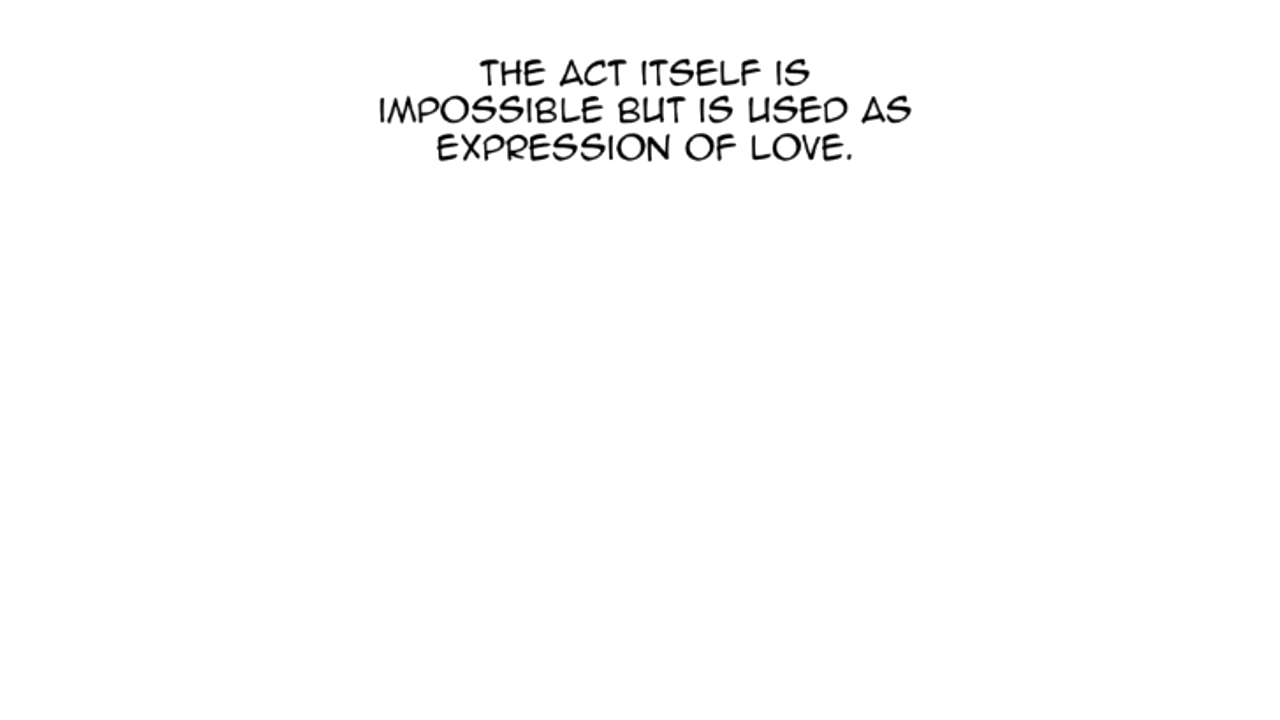 THE ACT ITSELF IS
IMPOSSIBLE BUT IS USED AS
EXPRESSION OF LOVE.